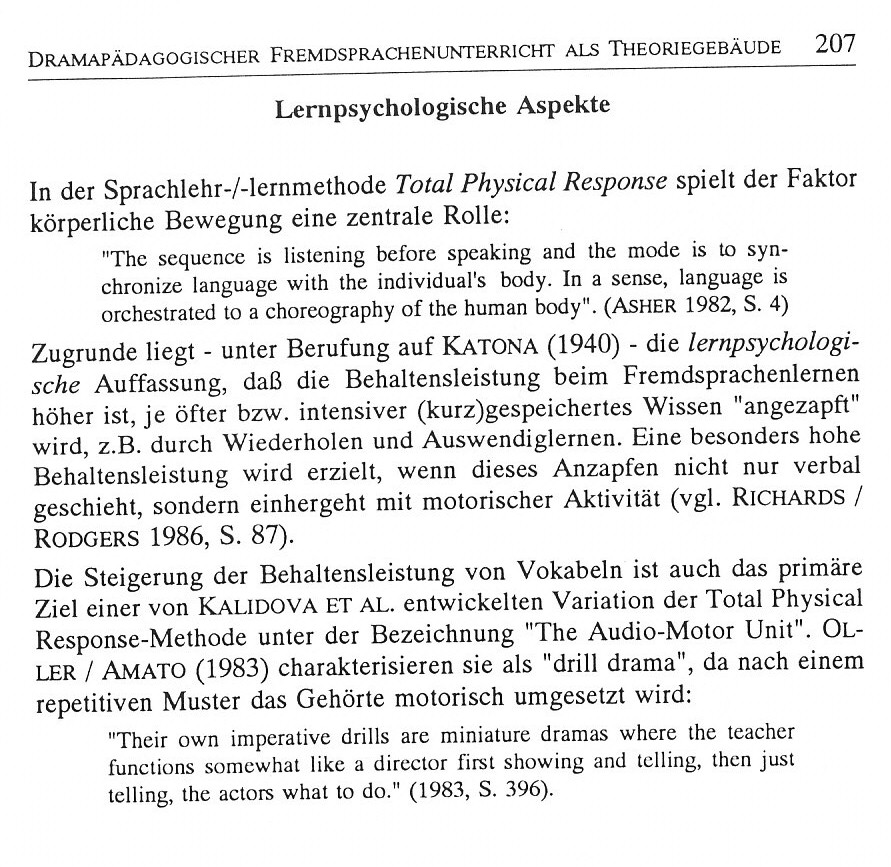 DRAMAPÄDAGOGISCHER FREMDSPRACHENUNTERRICHT ALS THEORIEGEBÄUDE 207
Lernpsychologische Aspekte
In der Sprachlehr-/-lernmethode Total Physical Response spielt der Faktor
körperliche Bewegung eine zentrale Rolle:
"The sequence is listening before speaking and the mode is to syn-
chronize language with the individual's body. In a sense, language is
orchestrated to a choreography of the human body". (ASHER 1982, S. 4)
Zugrunde liegt - unter Berufung auf KATONA (1940) - die lernpsychologi-
sche Auffassung, daß die Behaltensleistung beim Fremdsprachenlernen
höher ist, je öfter bzw. intensiver (kurz)gespeichertes Wissen "angezapft"
wird, z.B. durch Wiederholen und Auswendiglernen. Eine besonders hohe
Behaltensleistung wird erzielt, wenn dieses Anzapfen nicht nur verbal
geschieht, sondern einhergeht mit motorischer Aktivität (vgl. RICHARDS /
RODGERS 1986, S. 87).
Die Steigerung der Behaltensleistung von Vokabeln ist auch das primäre
Ziel einer von KALIDOVA ET AL. entwickelten Variation der Total Physical
Response-Methode unter der Bezeichnung "The Audio-Motor Unit". OL-
LER / AMATO (1983) charakterisieren sie als "drill drama", da nach einem
repetitiven Muster das Gehörte motorisch umgesetzt wird:
"Their own imperative drills are miniature dramas where the teacher
functions somewhat like a director first showing and telling, then just
telling, the actors what to do." (1983, S. 396).